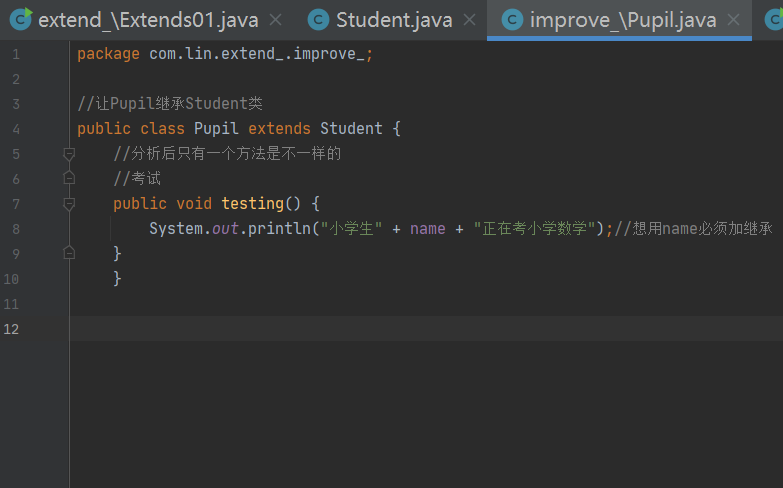 extend_\Extends01.java × Student.java × improve_\Pupil.java ×
1 package com.lin.extend_.improve_;
2
3 //让Pupil继承Student类
4 public class Pupil extends Student {
5 //分析后只有一个方法是不一样的
6 //考试
7 public void testing() {
8 System.out.println("小学生" + name + "正在考小学数学");//想用name必须加继承
9 }
10 }
11
12